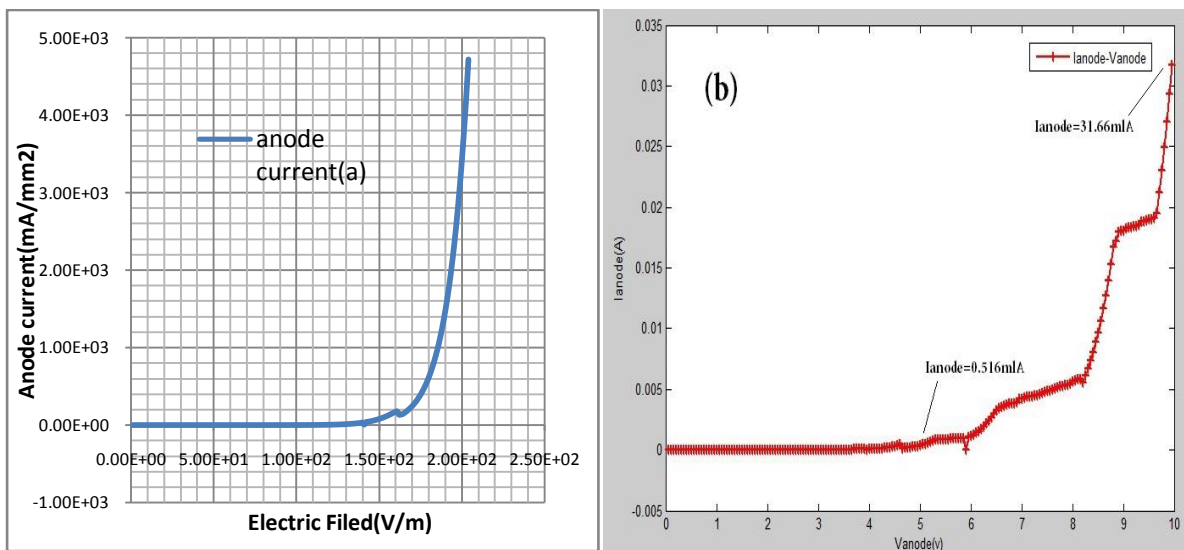 5.00E+03
4.00E+03
3.00E+03
2.00E+03
1.00E+03
0.00E+00
-1.00E+03
0.00E+00 5.00E+01 1.00E+02 1.50E+02 2.00E+02 2.50E+02
Anode current(mA/mm2)
Electric Filed(V/m)
anode
current(a)
0.035
0.03
0.025
0.02
0.015
0.01
0.005
0
-0.005
0 1 2 3 4 5 6 7 8 9 10
Ianode(A)
Vanode(v)
(b)
Ianode-Vanode
Ianode=31.66mlA
Ianode=0.516mlA